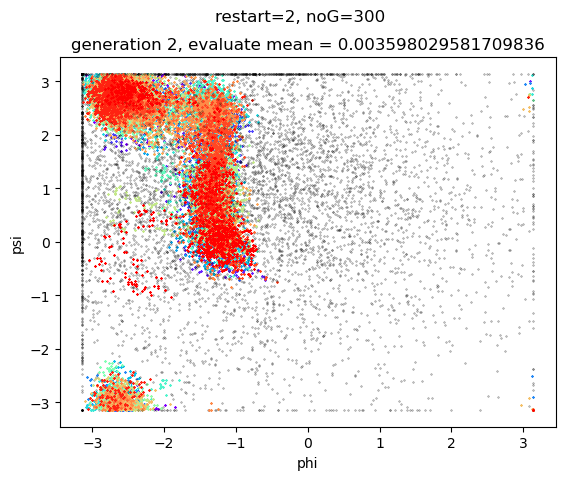 restart=2, noG=300
generation 2, evaluate mean = 0.003598029581709836
3
2
1
0
−1
−2
−3
psi
−3 −2 −1 0 1 2 3
phi